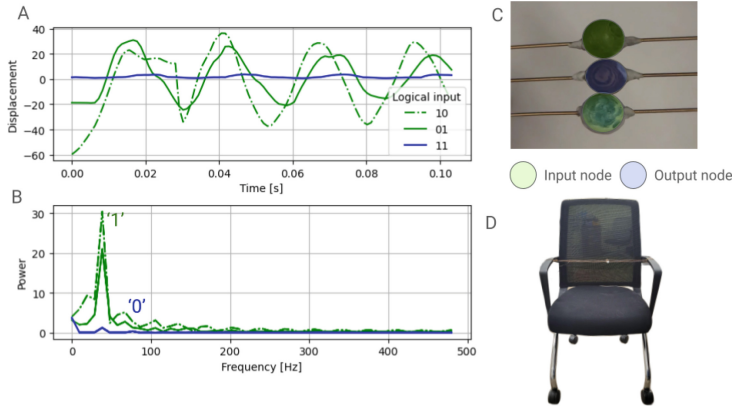 A
40
20
0
−20
−40
−60
Displacement
Logical input
10
01
11
0.00 0.02 0.04 0.06 0.08 0.10
Time [s]
B
30
20
10
0
Power
'1'
'0'
0 100 200 300 400 500
Frequency [Hz]
C
Input node Output node
D